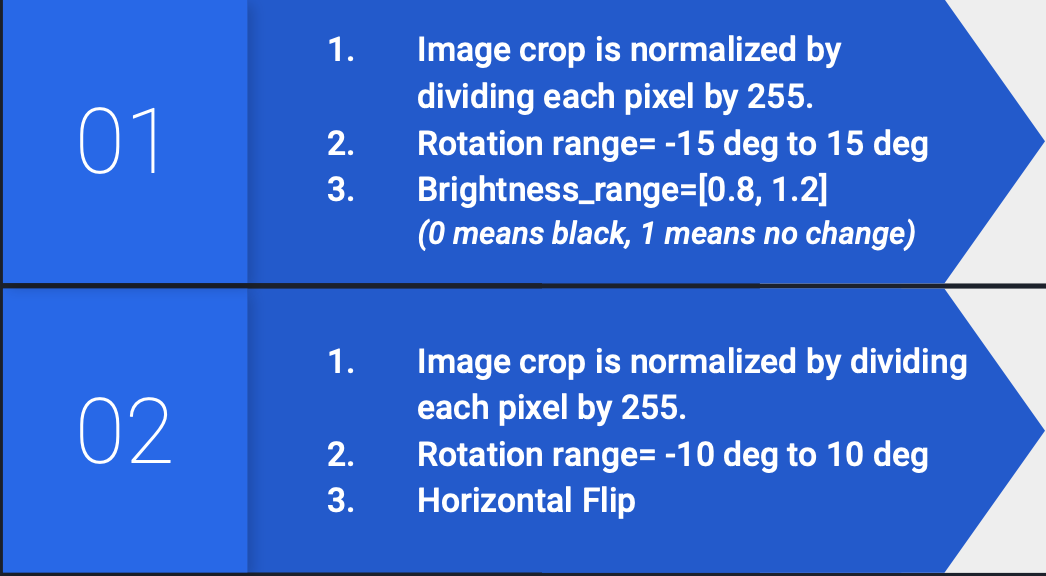 01
1. Image crop is normalized by
dividing each pixel by 255.
2. Rotation range= -15 deg to 15 deg
3. Brightness_range=[0.8, 1.2]
(0 means black, 1 means no change)
02
1. Image crop is normalized by dividing
each pixel by 255.
2. Rotation range= -10 deg to 10 deg
3. Horizontal Flip